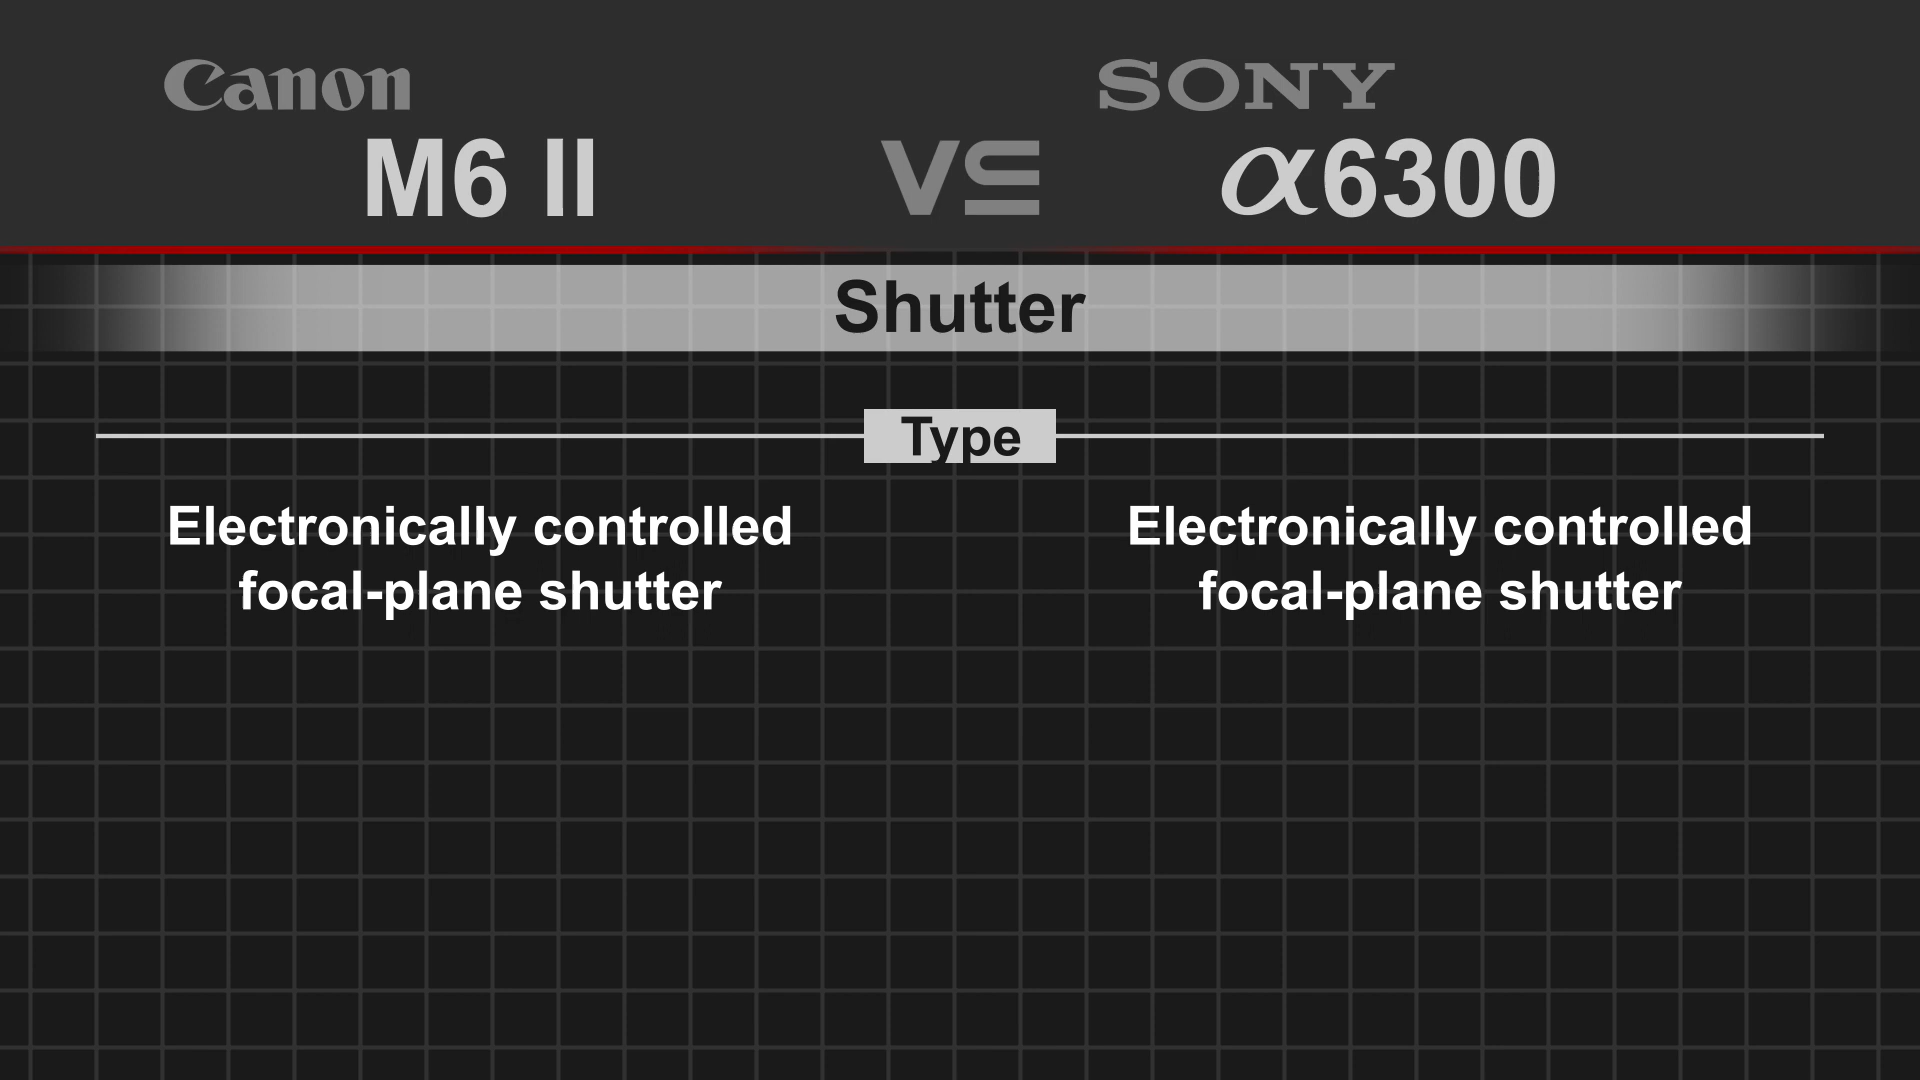 Canon
M6 II
VS
SONY
α6300
Shutter
Type
Electronically controlled
focal-plane shutter
Electronically controlled
focal-plane shutter